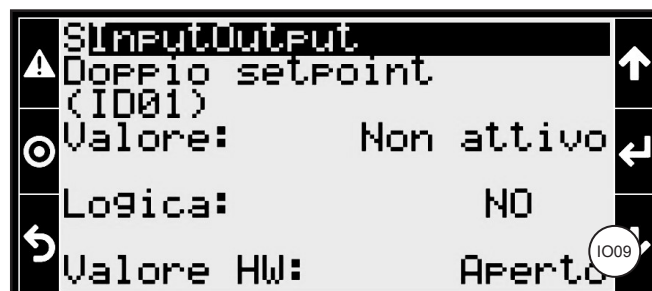 SInputOutput
Doppio setpoint
(ID01)
Valore: Non attivo
Logica: NO
Valore HW: Aperto
IO09